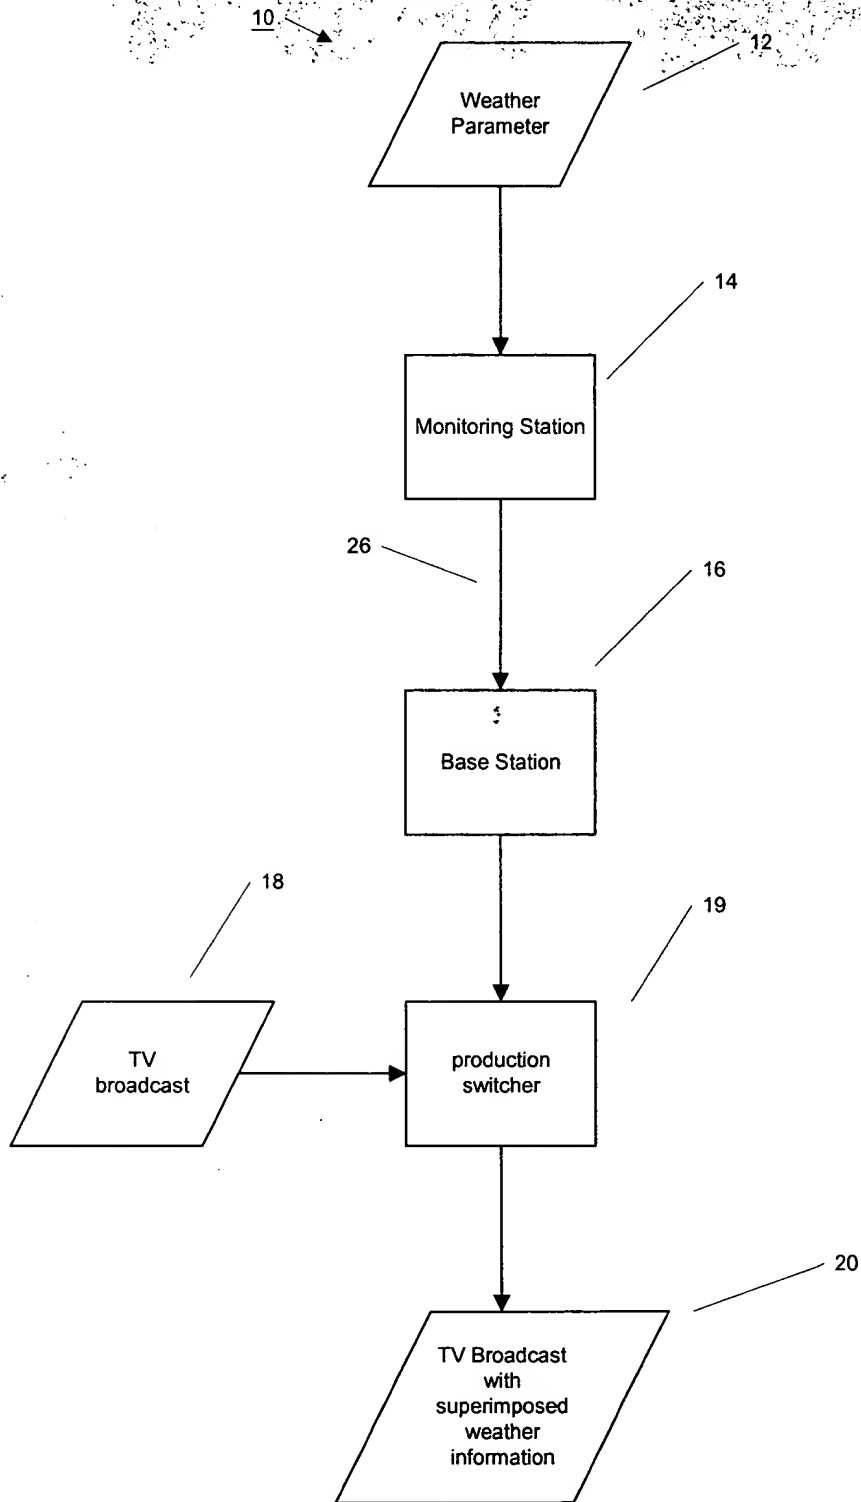 10
12
Weather
Parameter
14
Monitoring Station
26
16
Base Station
18
19
TV
broadcast
production
switcher
20
TV Broadcast
with
superimposed
weather
information